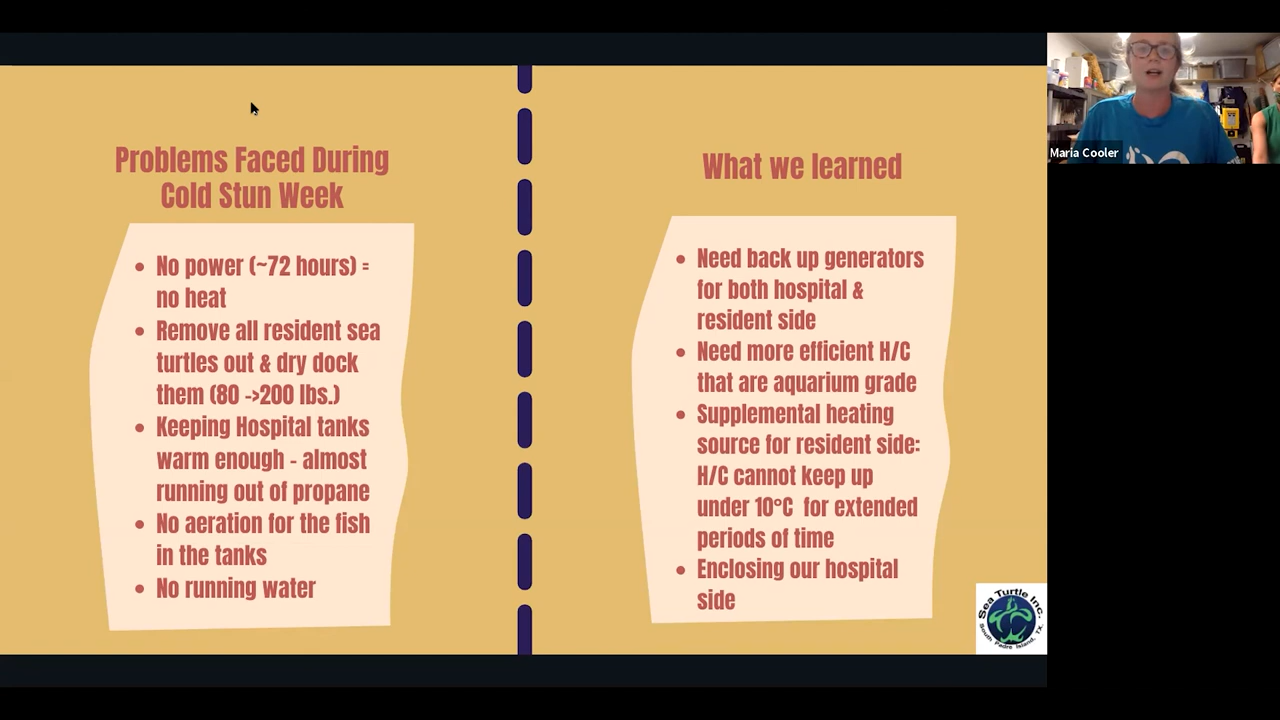 Problems Faced During
Cold Stun Week
No power (~72 hours) =
no heat
Remove all resident sea
turtles out & dry dock
them (80 ->200 lbs.)
Keeping Hospital tanks
warm enough - almost
running out of propane
No aeration for the fish
in the tanks
No running water
What we learned
Need back up generators
for both hospital &
resident side
Need more efficient H/C
that are aquarium grade
Supplemental heating
source for resident side:
H/C cannot keep up
under 10°C for extended
periods of time
Enclosing our hospital
side
Sea Turtle Inc.
South Padre Island, TX.
Maria Cooler